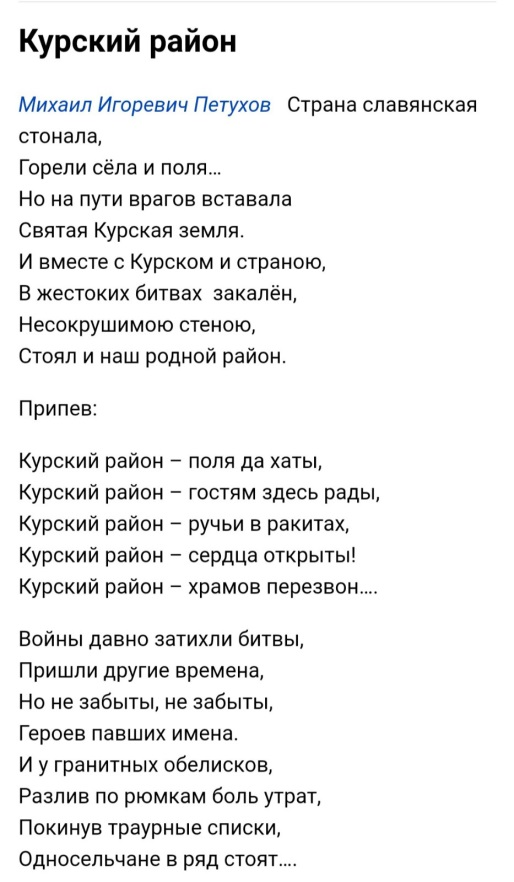 Курский район
Михаил Игоревич Петухов   Страна славянская
стонала,
Горели сёла и поля…
Но на пути врагов вставала
Святая Курская земля.
И вместе с Курском и страною,
В жестоких битвах  закалён,
Несокрушимою стеною,
Стоял и наш родной район.
Припев:
Курский район – поля да хаты,
Курский район – гостям здесь рады,
Курский район – ручьи в ракитах,
Курский район – сердца открыты!
Курский район – храмов перезвон….
Войны давно затихли битвы,
Пришли другие времена,
Но не забыты, не забыты,
Героев павших имена.
И у гранитных обелисков,
Разлив по рюмкам боль утрат,
Покинув траурные списки,
Односельчане в ряд стоят….